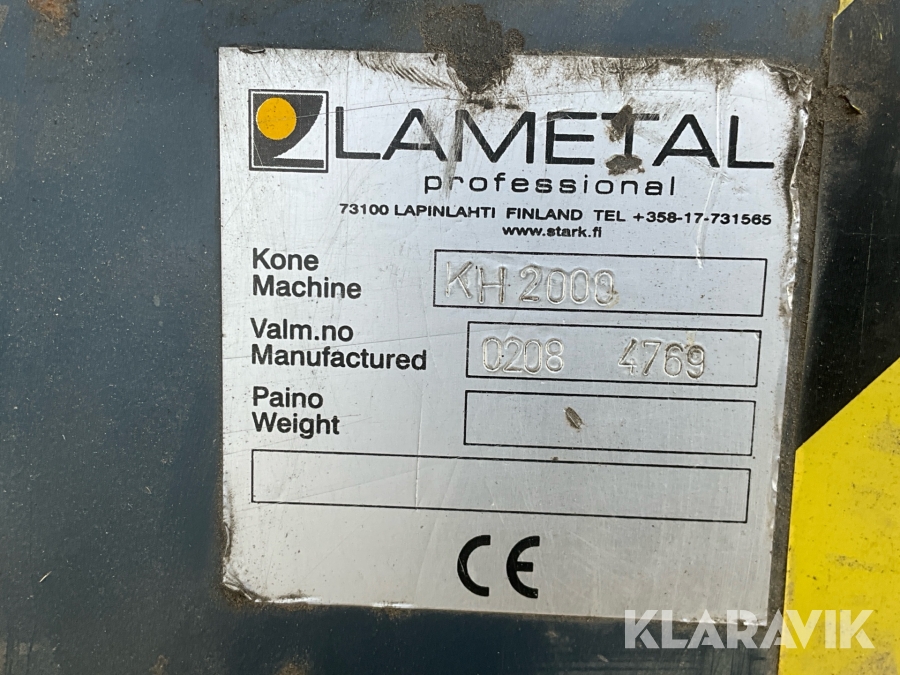 LAMETAL
professional
73100 LAPINLAHTI FINLAND TEL +358-17-731565
www.stark.fi
Kone
Machine
KH 2000
Valm.no
Manufactured
0208 4769
Paino
Weight
CE
KLARAVIK